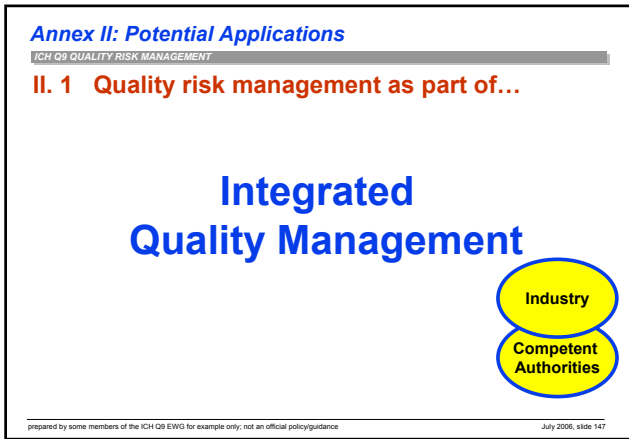 Annex II: Potential Applications
ICH Q9 QUALITY RISK MANAGEMENT
II. 1 Quality risk management as part of…
Integrated
Quality Management
Industry
Competent
Authorities
prepared by some members of the ICH Q9 EWG for example only; not an official policy/guidance
July 2006, slide 147